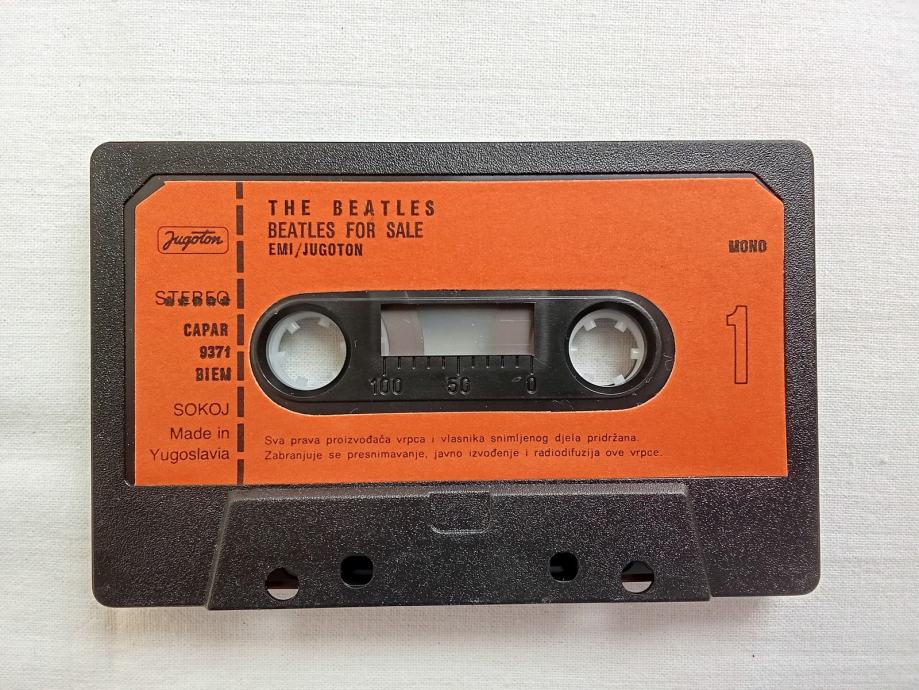 Jugoton
STEREO
CAPAR
9371
BIEM
SOKOJ
Made in
Yugoslavia
THE BEATLES
BEATLES FOR SALE
EMI/JUGOTON
MONO
1
100 50 0
Sva prava proizvođača vrpca i vlasnika snimljenog djela pridržana.
Zabranjuje se presnimavanje, javno izvođenje i radiodifuzija ove vrpce.